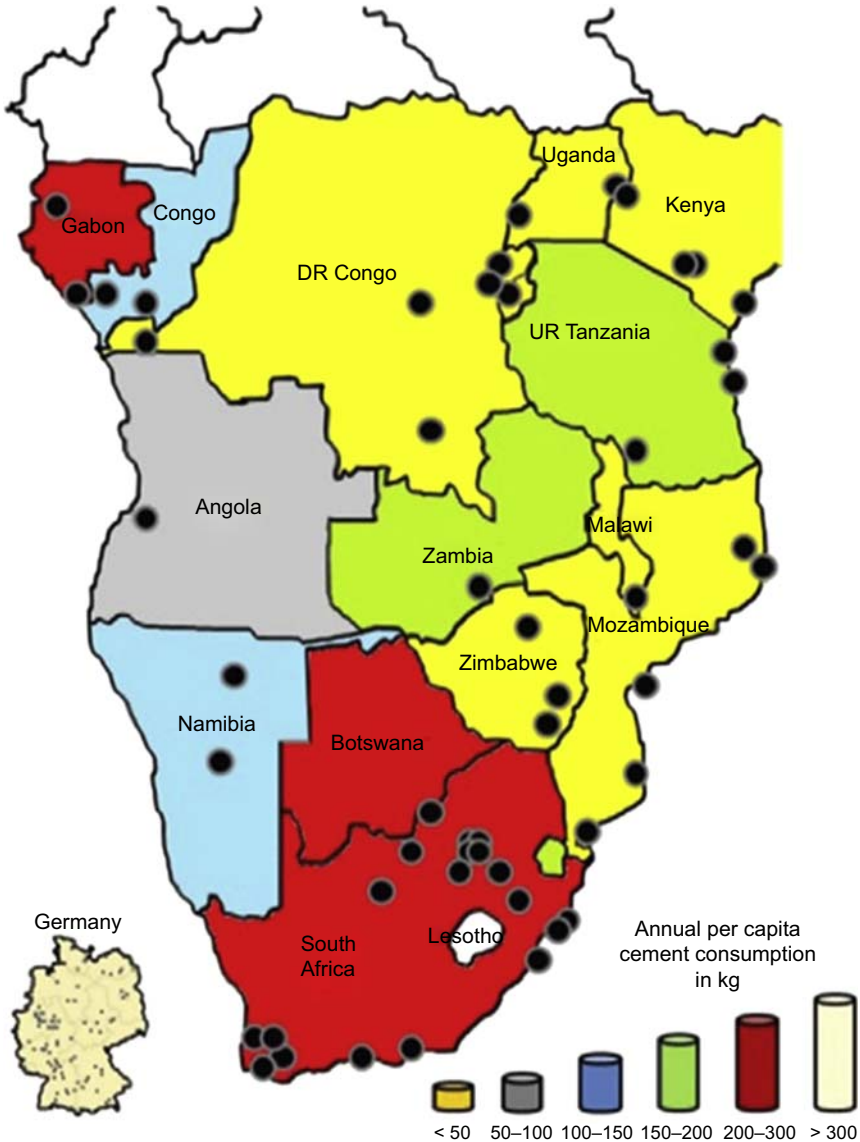 Uganda
Kenya
Congo
Gabon
DR Congo
UR Tanzania
Angola
Malawi
Zambia
Mozambique
Zimbabwe
Namibia
Botswana
Germany
Lesotho
South
Africa
Annual per capita
cement consumption
in kg
< 50 50–100 100–150 150–200 200–300 > 300